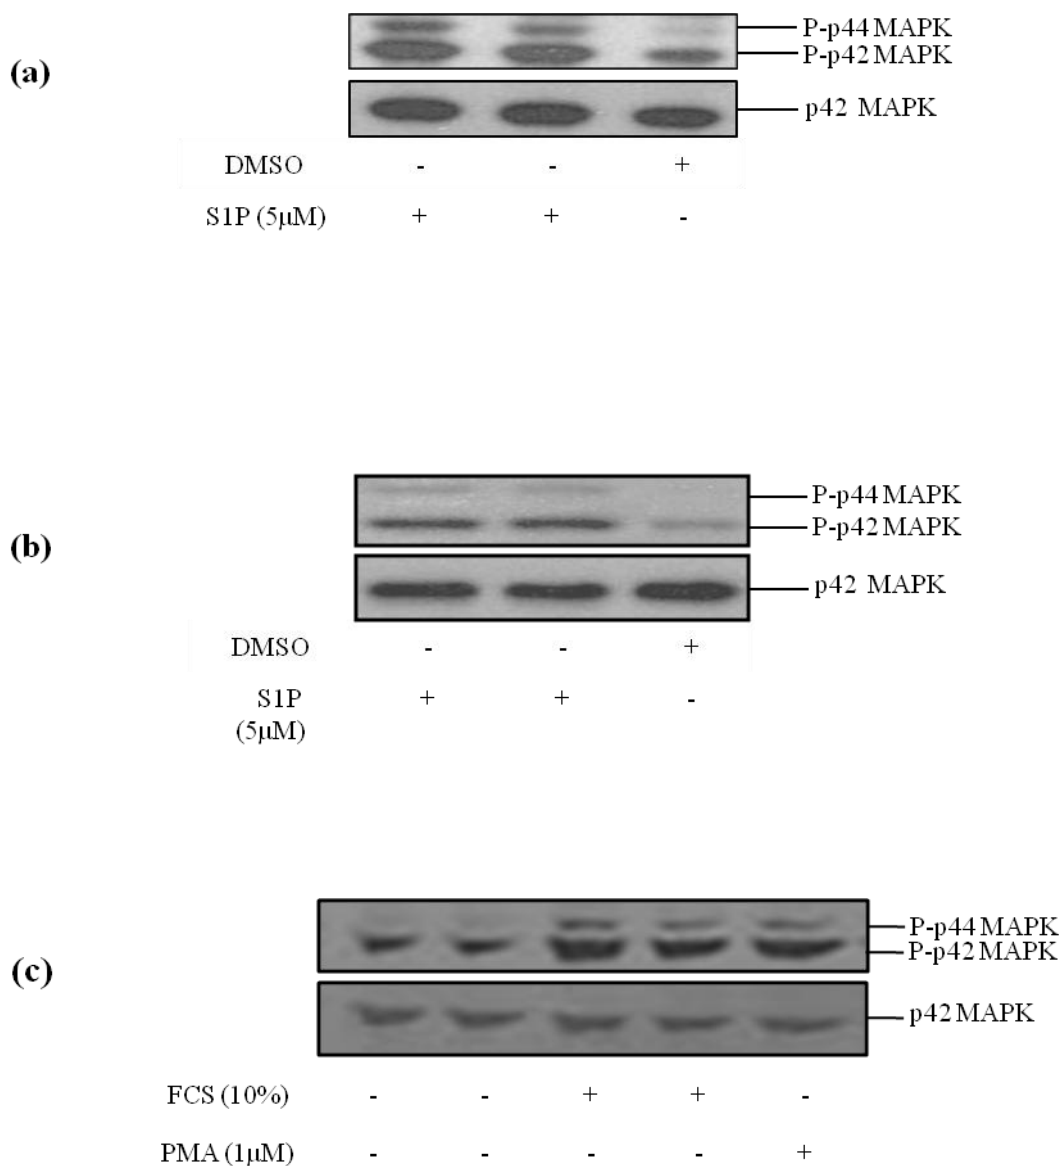 P-p44 MAPK
(a)
P-p42 MAPK
p42 MAPK
DMSO - - +
S1P (5μM) + + -
P-p44 MAPK
(b)
P-p42 MAPK
p42 MAPK
DMSO - - +
S1P + + -
(5μM)
P-p44 MAPK
P-p42 MAPK
(c)
p42 MAPK
FCS (10%) - - + + -
PMA (1μM) - - - - +